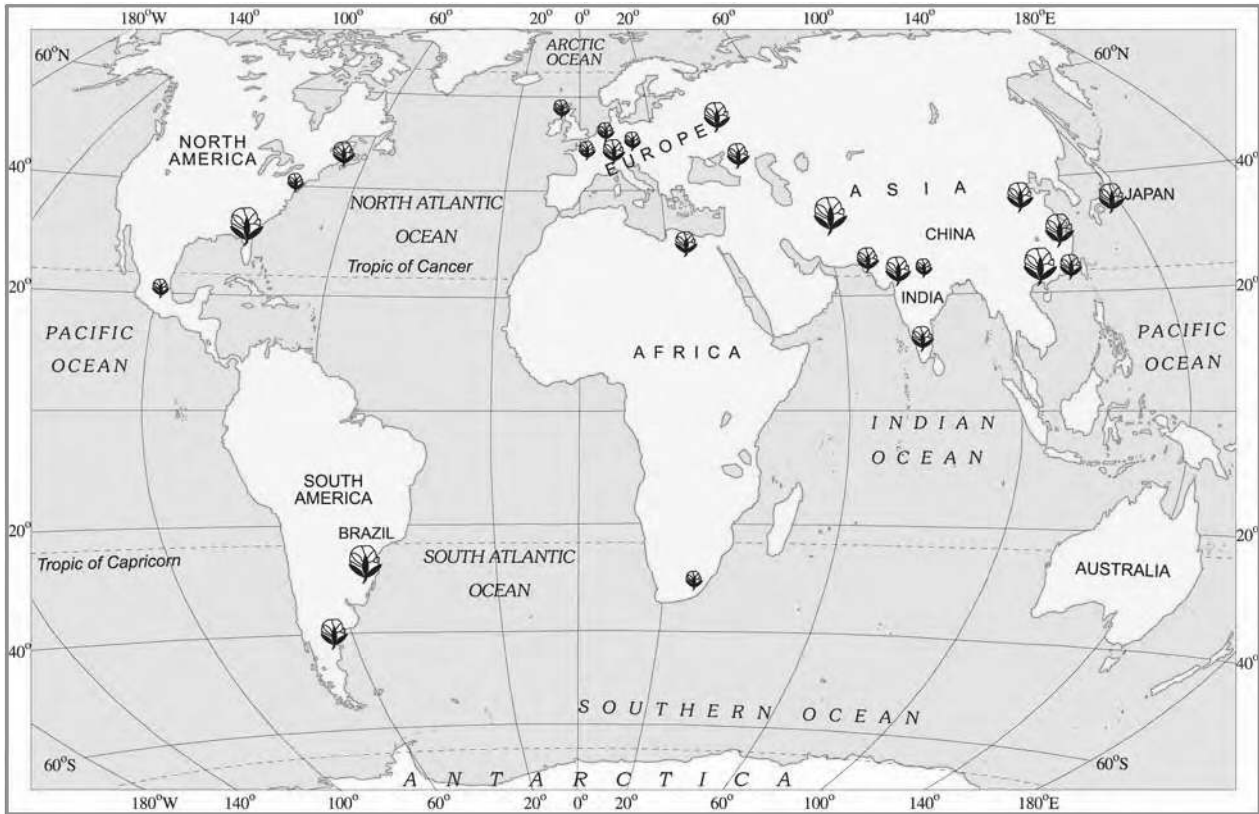 180°W 140° 100° 60° 20° 0° 20° 60° 100° 140° 180°E
60°N
ARCTIC
OCEAN
60°N
NORTH
AMERICA
EUROPE
40°
40°
ASIA
JAPAN
NORTH ATLANTIC
OCEAN
CHINA
Tropic of Cancer
20°
20°
INDIA
PACIFIC
OCEAN
AFRICA
PACIFIC
OCEAN
INDIAN
OCEAN
SOUTH
AMERICA
20°
BRAZIL
20°
Tropic of Capricorn
SOUTH ATLANTIC
OCEAN
AUSTRALIA
40°
40°
SOUTHERN OCEAN
60°S
60°S
ANTARCTICA
180°W 140° 100° 60° 20° 0° 20° 60° 100° 140° 180°E